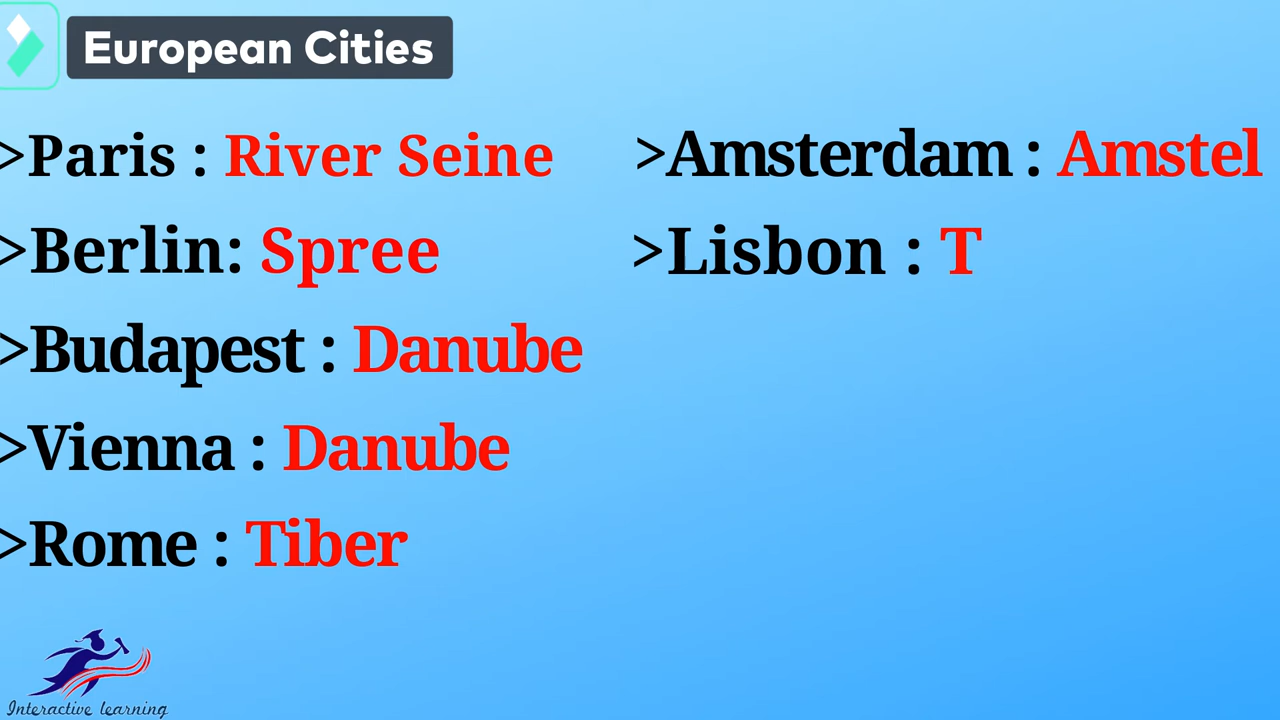 European Cities
>Paris : River Seine
>Berlin: Spree
>Budapest : Danube
>Vienna : Danube
>Rome : Tiber
>Amsterdam : Amstel
>Lisbon : T
Interactive learning